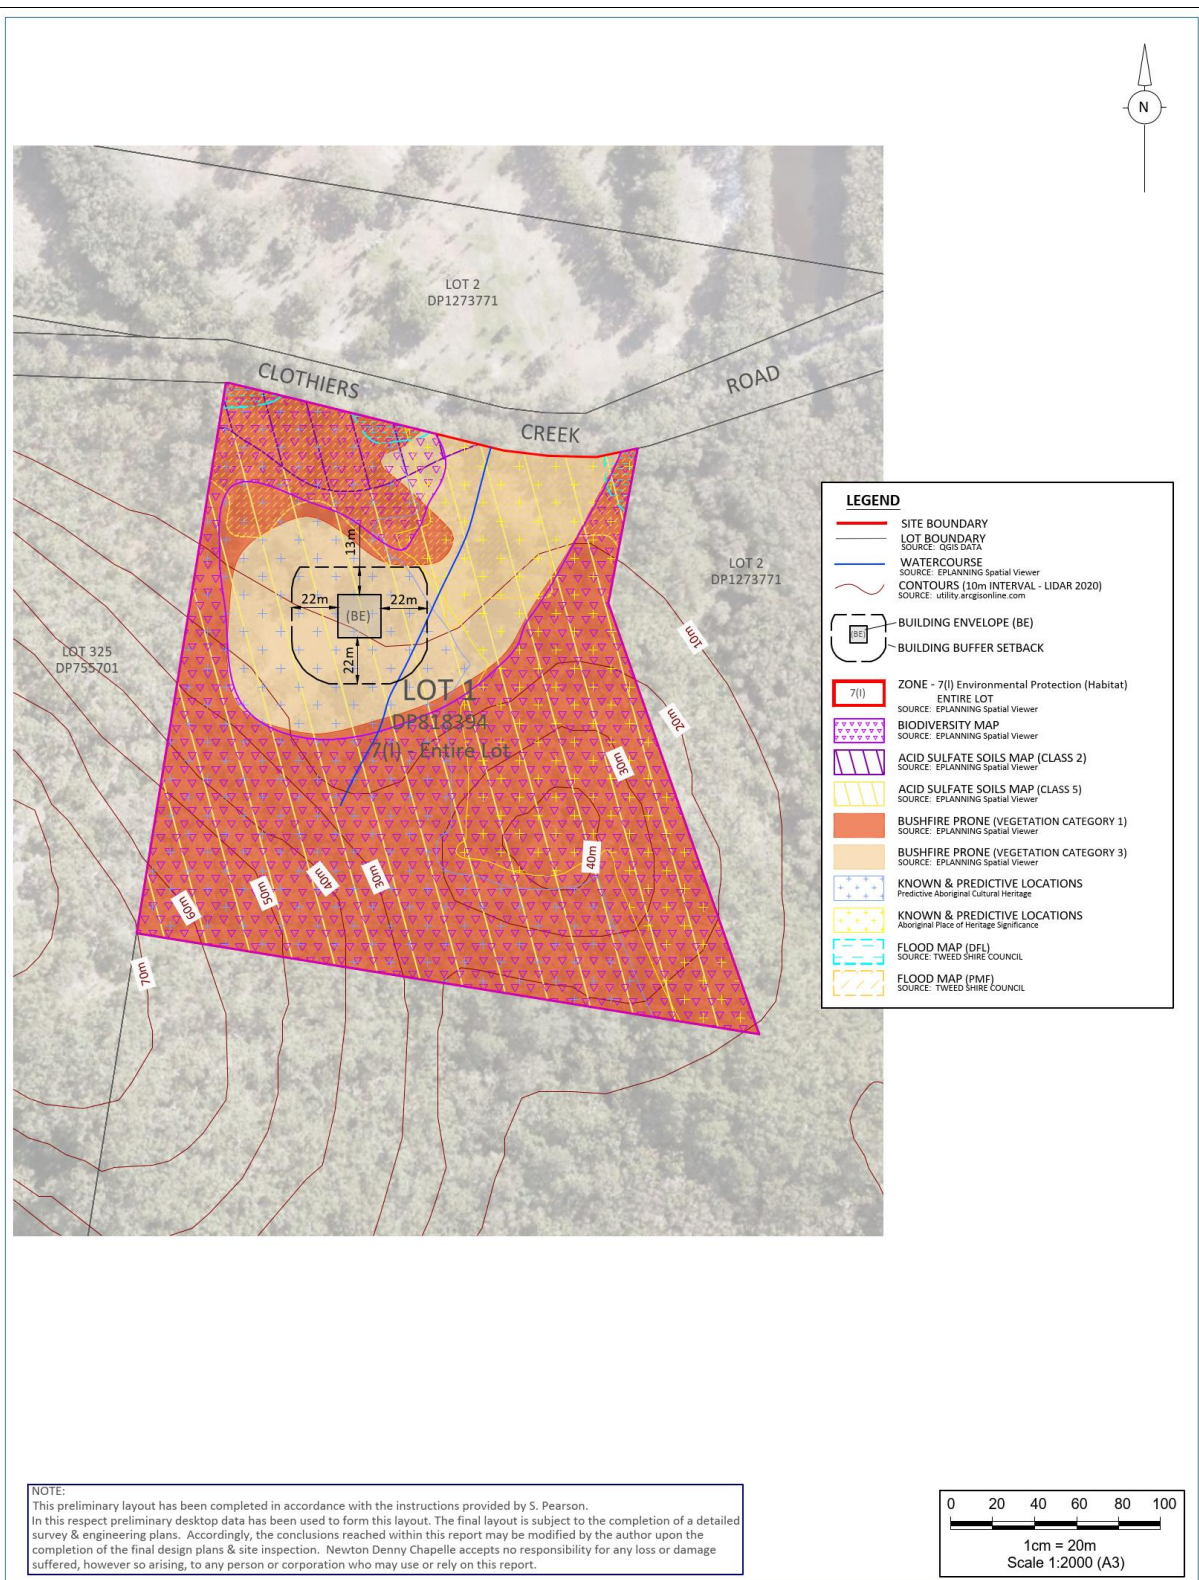 N
LOT 2
DP1273771
CLOTHIERS
CREEK
ROAD
LOT 2
DP1273771
LOT 325
DP755701
13m
22m
(BE)
22m
22m
LOT 1
DP818394
7(l) - Entire Lot
10m
20m
30m
40m
30m
40m
50m
60m
70m
LEGEND
SITE BOUNDARY
LOT BOUNDARY
SOURCE: QGIS DATA
WATERCOURSE
SOURCE: EPLANNING Spatial Viewer
CONTOURS (10m INTERVAL - LIDAR 2020)
SOURCE: utility.arcgisonline.com
(BE)
BUILDING ENVELOPE (BE)
BUILDING BUFFER SETBACK
7(l)
ZONE - 7(l) Environmental Protection (Habitat)
ENTIRE LOT
SOURCE: EPLANNING Spatial Viewer
BIODIVERSITY MAP
SOURCE: EPLANNING Spatial Viewer
ACID SULFATE SOILS MAP (CLASS 2)
SOURCE: EPLANNING Spatial Viewer
ACID SULFATE SOILS MAP (CLASS 5)
SOURCE: EPLANNING Spatial Viewer
BUSHFIRE PRONE (VEGETATION CATEGORY 1)
SOURCE: EPLANNING Spatial Viewer
BUSHFIRE PRONE (VEGETATION CATEGORY 3)
SOURCE: EPLANNING Spatial Viewer
KNOWN & PREDICTIVE LOCATIONS
Predictive Aboriginal Cultural Heritage
KNOWN & PREDICTIVE LOCATIONS
Aboriginal Place of Heritage Significance
FLOOD MAP (DFL)
SOURCE: TWEED SHIRE COUNCIL
FLOOD MAP (PMF)
SOURCE: TWEED SHIRE COUNCIL
NOTE:
This preliminary layout has been completed in accordance with the instructions provided by S. Pearson.
In this respect preliminary desktop data has been used to form this layout. The final layout is subject to the completion of a detailed
survey & engineering plans. Accordingly, the conclusions reached within this report may be modified by the author upon the
completion of the final design plans & site inspection. Newton Denny Chapelle accepts no responsibility for any loss or damage
suffered, however so arising, to any person or corporation who may use or rely on this report.
0 20 40 60 80 100
1cm = 20m
Scale 1:2000 (A3)